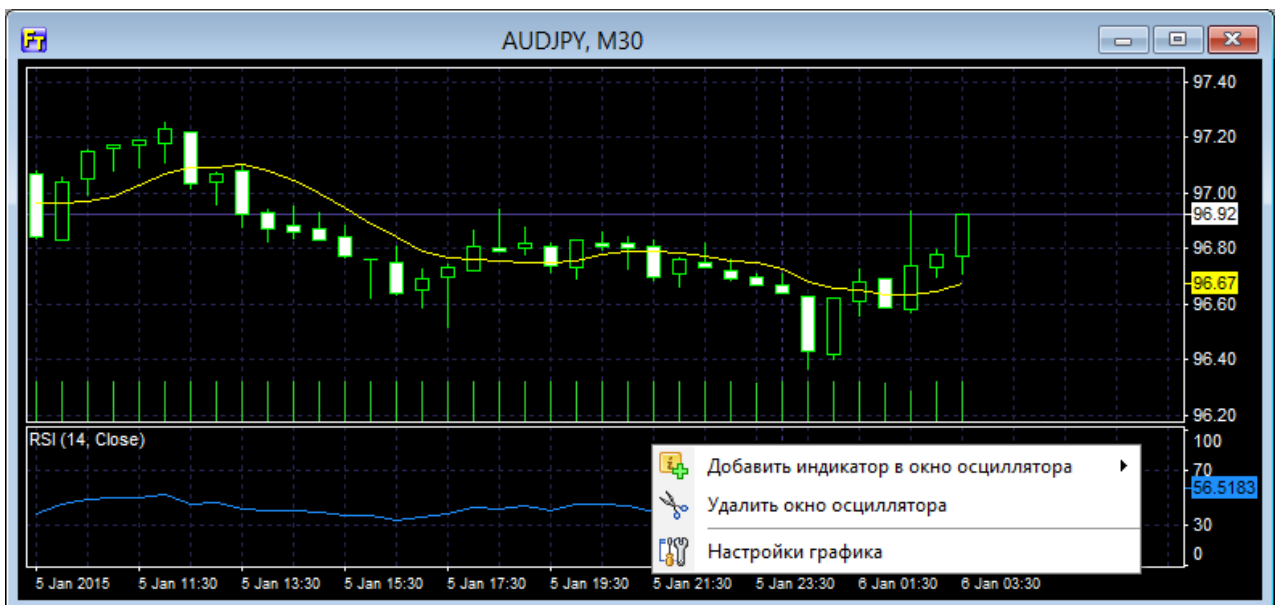 FT
AUDJPY, M30
97.40
97.20
97.00
96.92
96.80
96.67
96.60
96.40
96.20
RSI (14, Close)
100
70
56.5183
30
0
Добавить индикатор в окно осциллятора
Удалить окно осциллятора
Настройки графика
5 Jan 2015 5 Jan 11:30 5 Jan 13:30 5 Jan 15:30 5 Jan 17:30 5 Jan 19:30 5 Jan 21:30 5 Jan 23:30 6 Jan 01:30 6 Jan 03:30